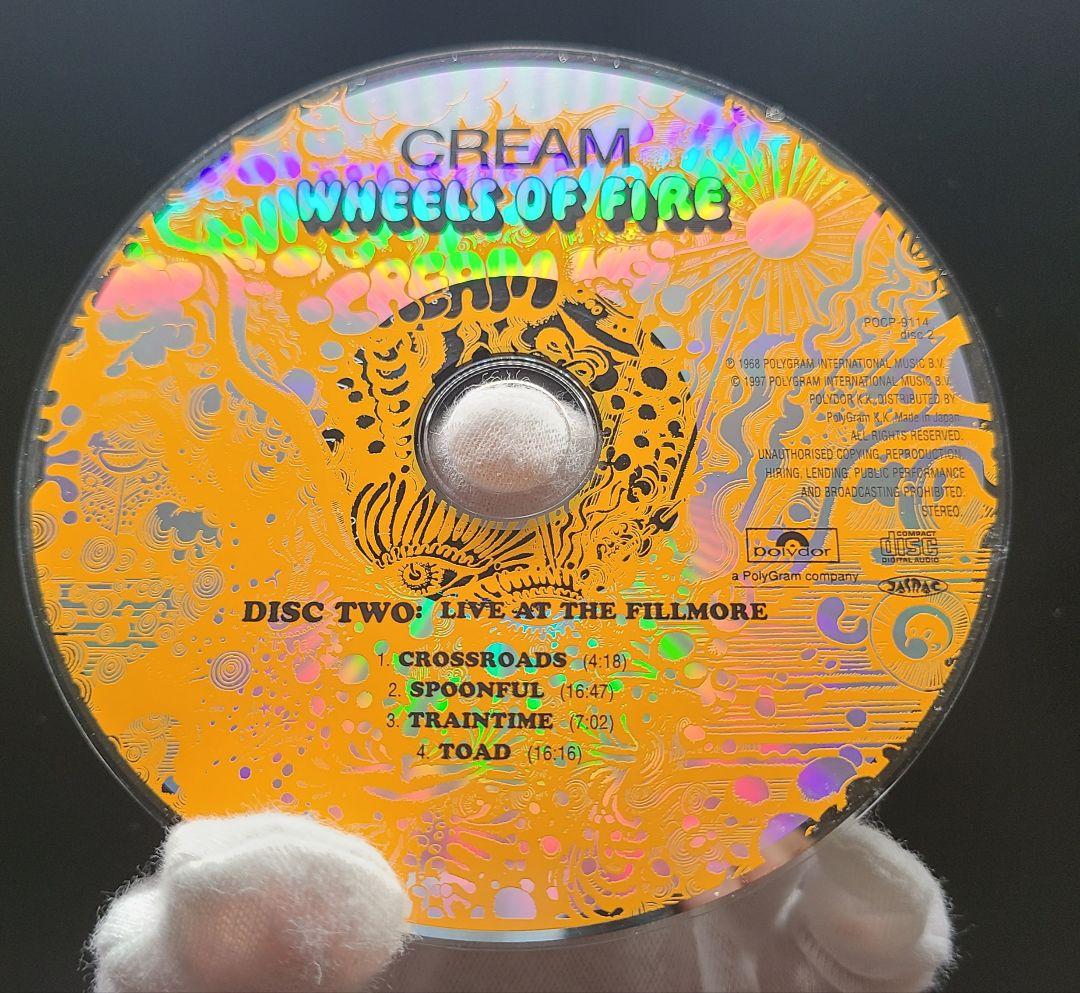 CREAM
WHEELS OF FIRE
CREAM
POCP-9114
disc 2
℗ 1968 POLYGRAM INTERNATIONAL MUSIC B.V.
© 1997 POLYGRAM INTERNATIONAL MUSIC B.V.
POLYDOR K.K. DISTRIBUTED BY
PolyGram K.K. Made in Japan
ALL RIGHTS RESERVED.
UNAUTHORISED COPYING, REPRODUCTION,
HIRING, LENDING, PUBLIC PERFORMANCE
AND BROADCASTING PROHIBITED.
STEREO.
polydor
a PolyGram company
COMPACT
disc
DIGITAL AUDIO
JASRAC
DISC TWO: LIVE AT THE FILLMORE
1. CROSSROADS (4:18)
2. SPOONFUL (16:47)
3. TRAINTIME (7:02)
4. TOAD (16:16)